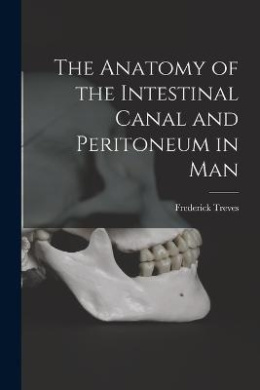 The Anatomy of
the Intestinal
Canal and
Peritoneum in
Man
Frederick Treves